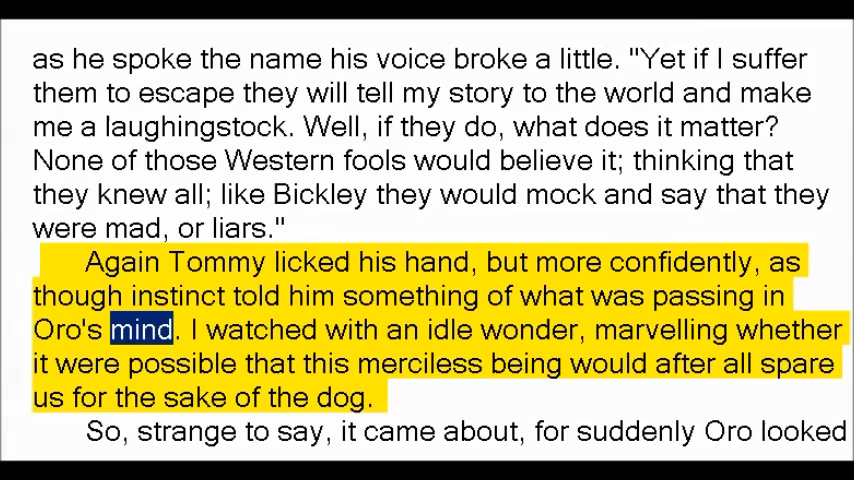 as he spoke the name his voice broke a little. "Yet if I suffer
them to escape they will tell my story to the world and make
me a laughingstock. Well, if they do, what does it matter?
None of those Western fools would believe it; thinking that
they knew all; like Bickley they would mock and say that they
were mad, or liars."
Again Tommy licked his hand, but more confidently, as
though instinct told him something of what was passing in
Oro's mind. I watched with an idle wonder, marvelling whether
it were possible that this merciless being would after all spare
us for the sake of the dog.
So, strange to say, it came about, for suddenly Oro looked